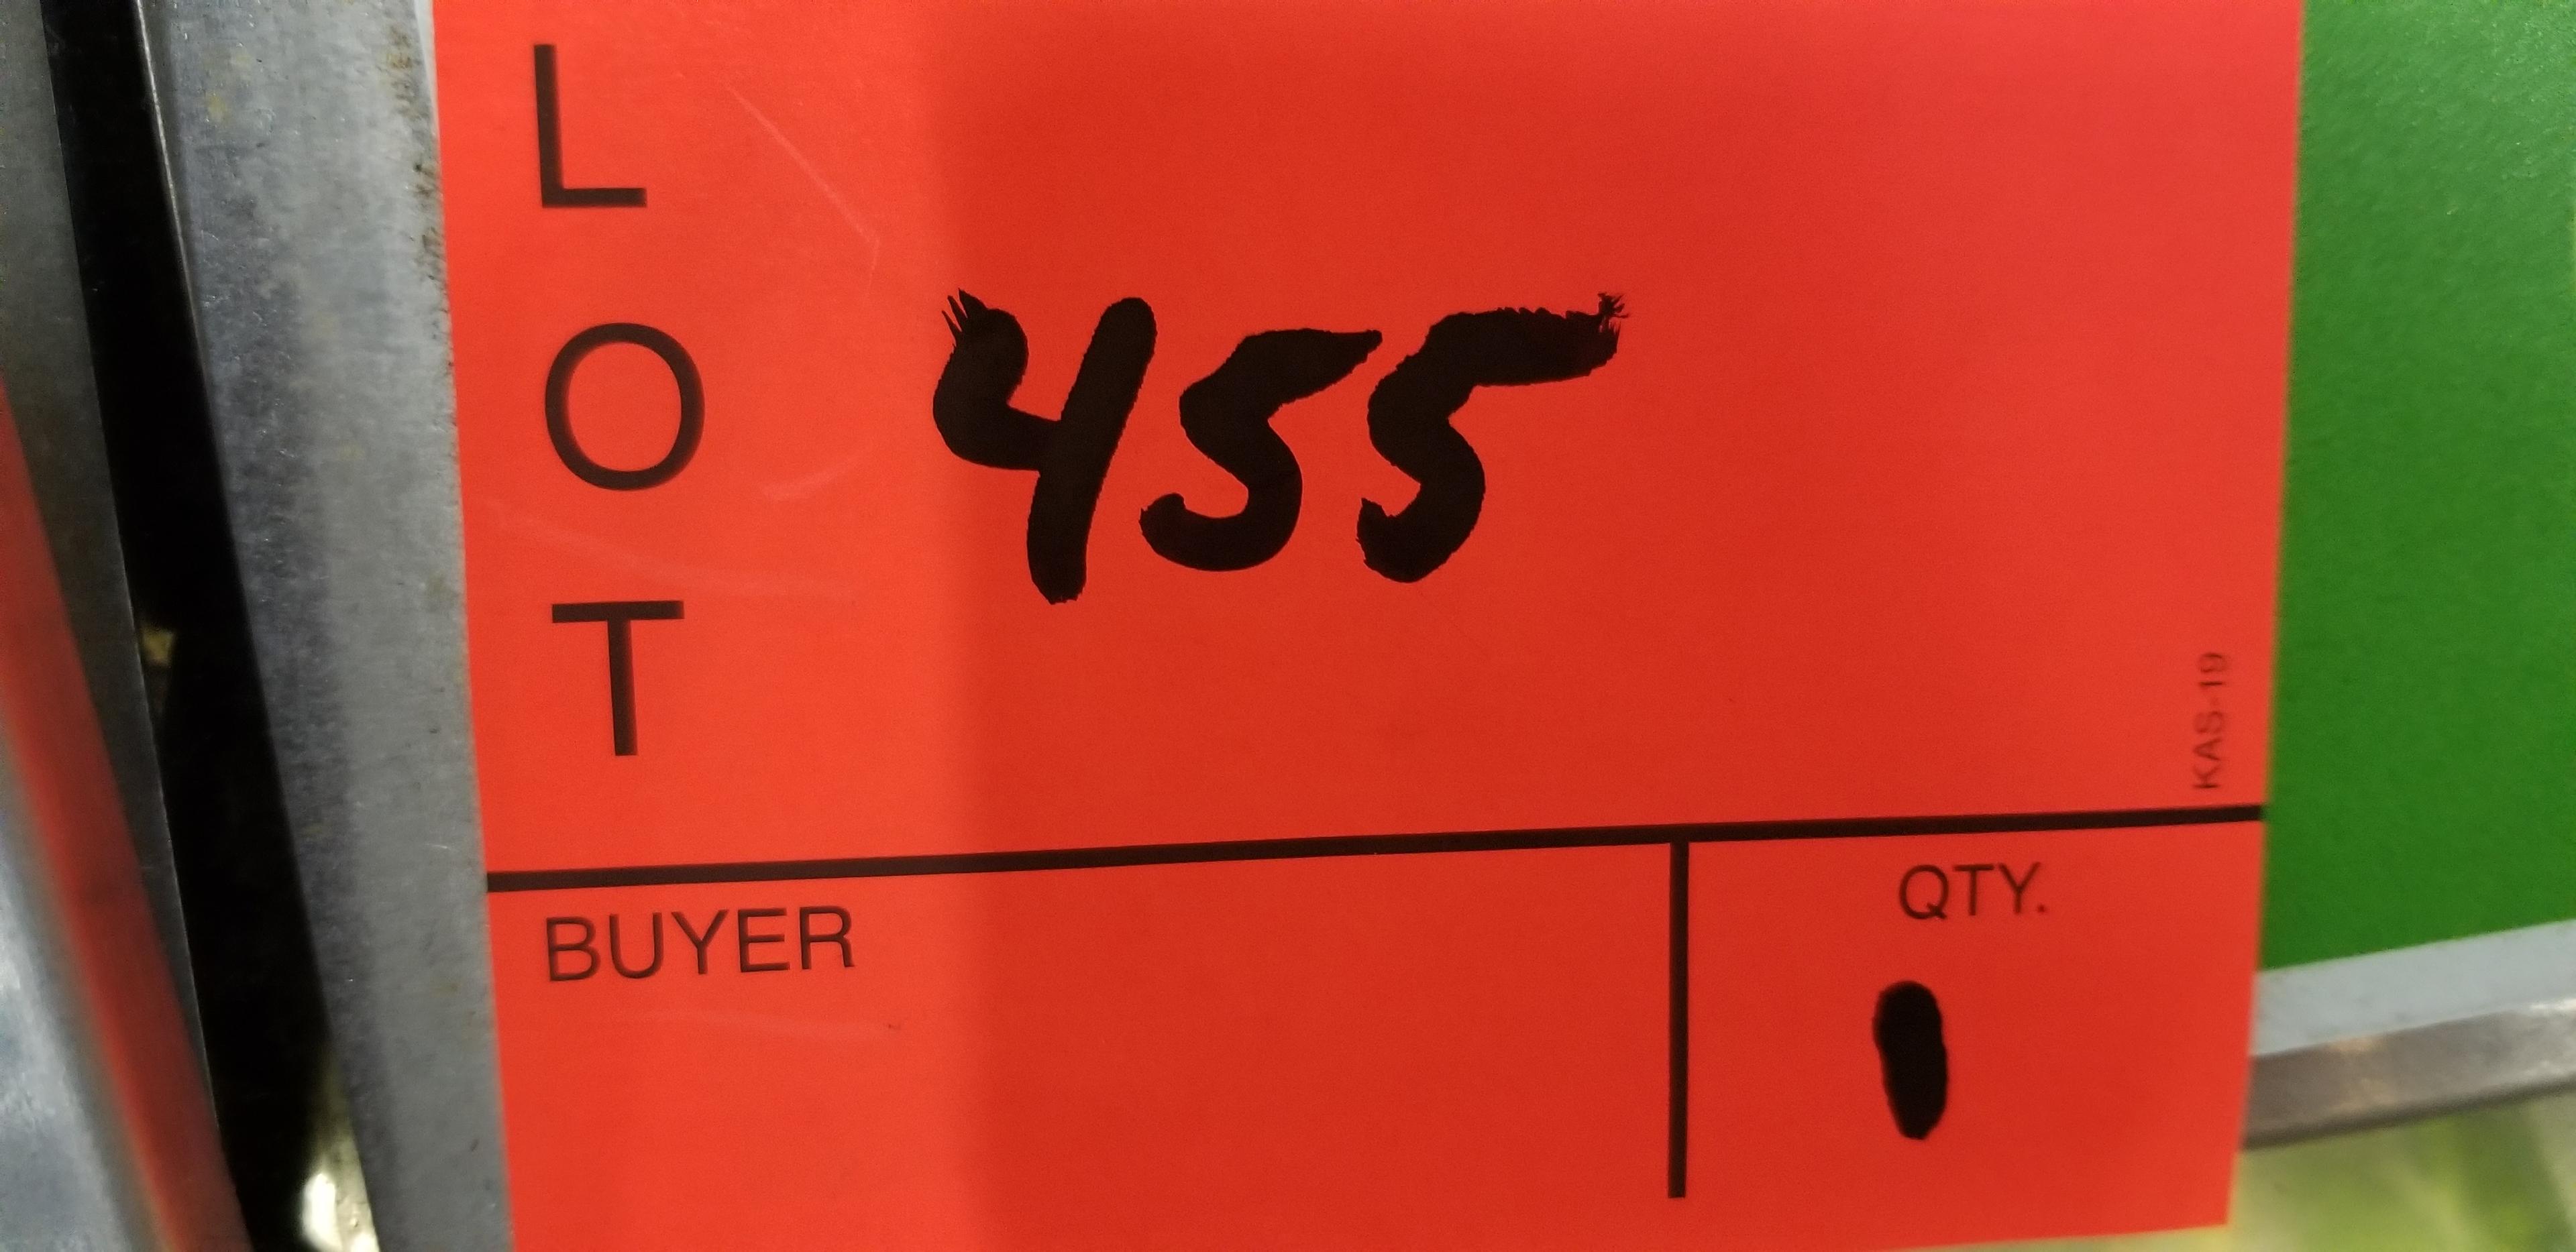 LOT
455
KAS-19
BUYER
QTY.
1